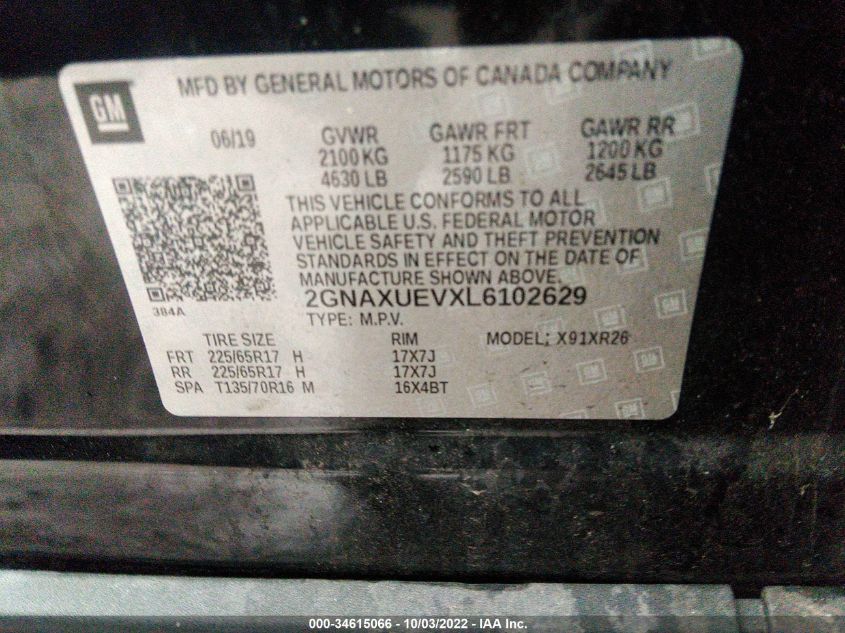 MFD BY GENERAL MOTORS OF CANADA COMPANY
GM
06/19 GVWR GAWR FRT GAWR RR
2100 KG 1175 KG 1200 KG
4630 LB 2590 LB 2645 LB
THIS VEHICLE CONFORMS TO ALL
APPLICABLE U.S. FEDERAL MOTOR
VEHICLE SAFETY AND THEFT PREVENTION
STANDARDS IN EFFECT ON THE DATE OF
MANUFACTURE SHOWN ABOVE.
384A
2GNAXUEVXL6102629
TYPE: M.P.V.
TIRE SIZE RIM MODEL: X91XR26
FRT 225/65R17 H 17X7J
RR 225/65R17 H 17X7J
SPA T135/70R16 M 16X4BT
000-34615066 - 10/03/2022 - IAA Inc.